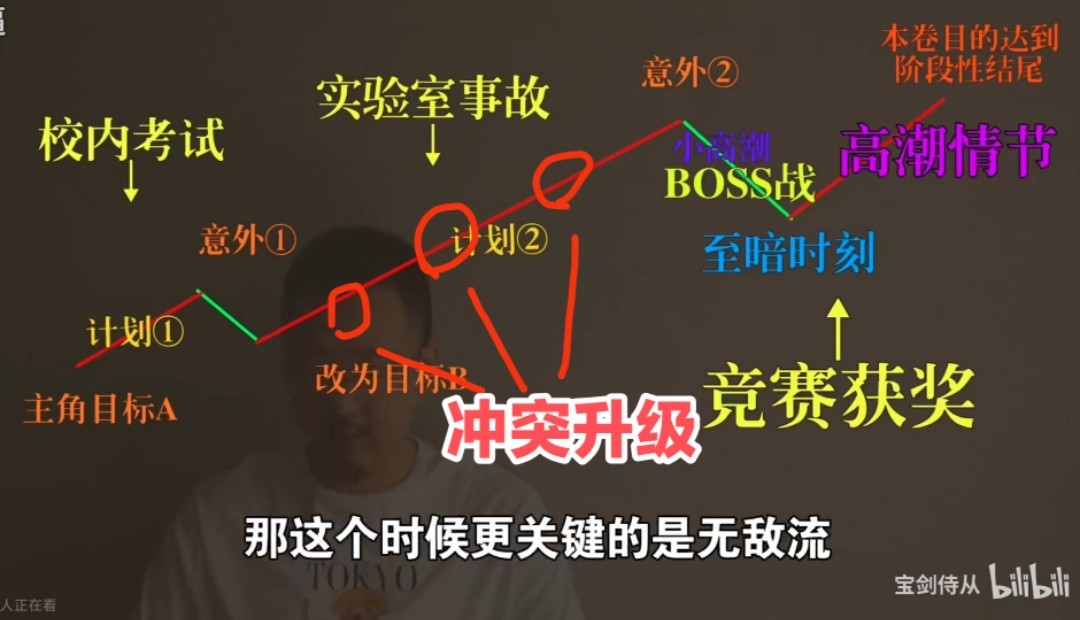 本卷目的达到
阶段性结尾
意外②
实验室事故
校内考试
小高潮
高潮情节
BOSS战
意外①
计划②
至暗时刻
计划①
改为目标B
主角目标A
竞赛获奖
冲突升级
那这个时候更关键的是无敌流
TOKYO
宝剑侍从 bilibili
人正在看